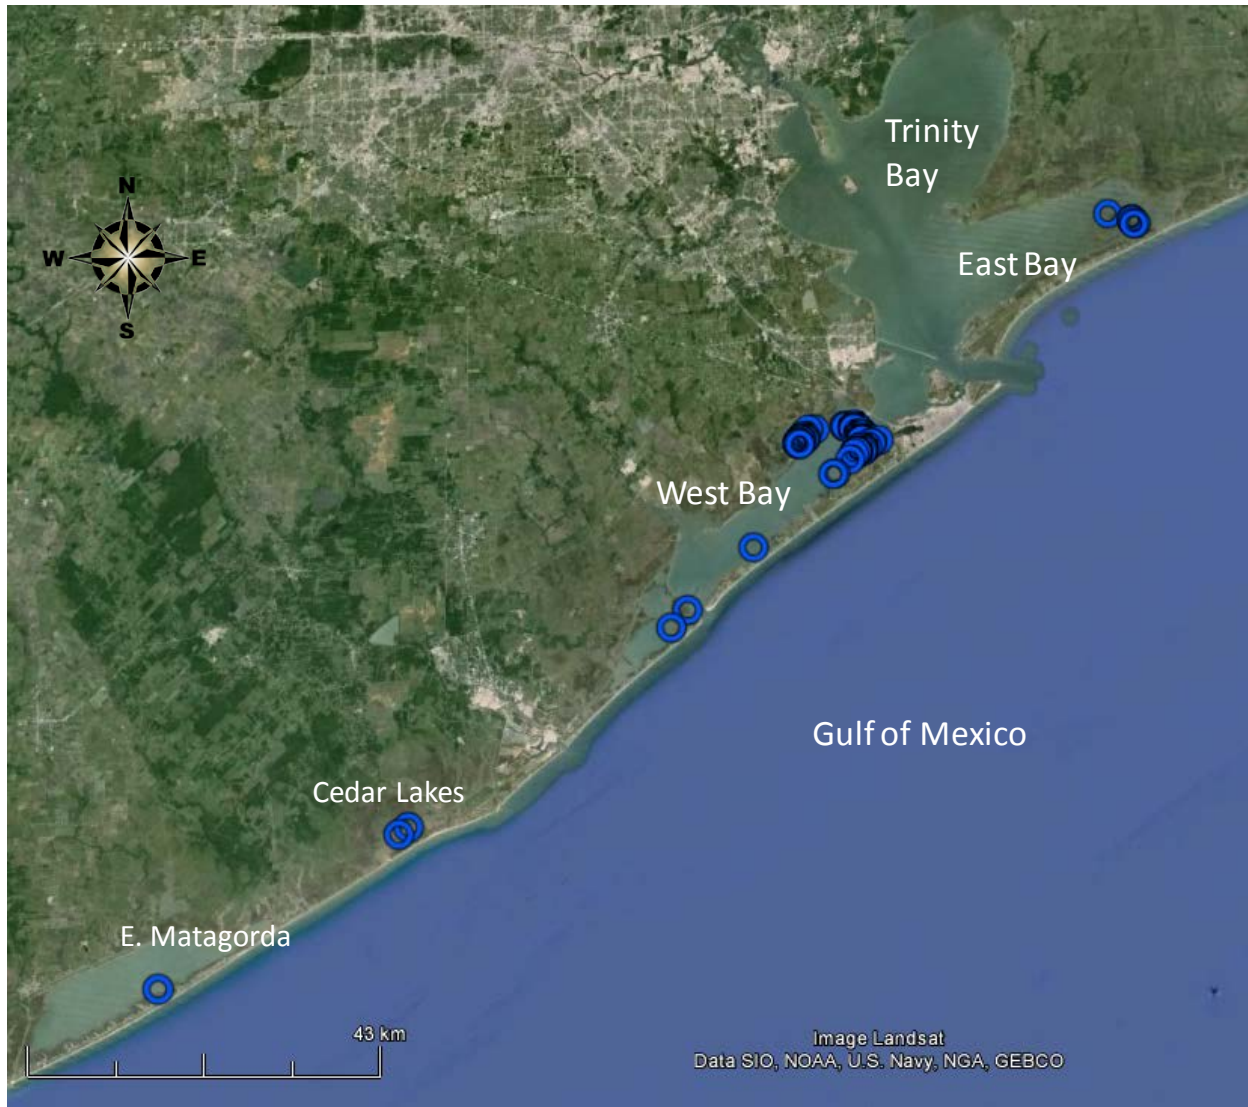 Trinity
Bay
N
W
E
S
East Bay
West Bay
Gulf of Mexico
Cedar Lakes
E. Matagorda
43 km
Image Landsat
Data SIO, NOAA, U.S. Navy, NGA, GEBCO